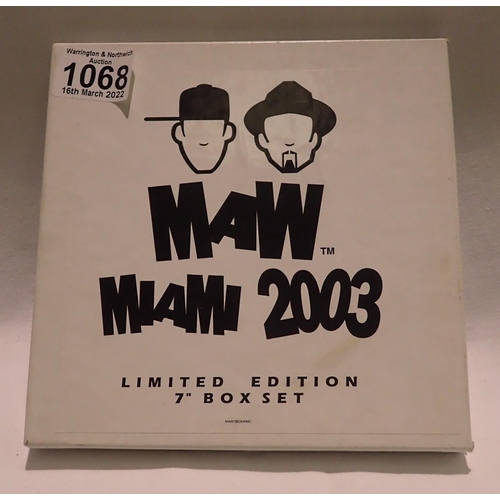 Warrington & Northwich
Auction
1068
16th March 2022
MAW™
MIAMI 2003
LIMITED EDITION
7" BOX SET